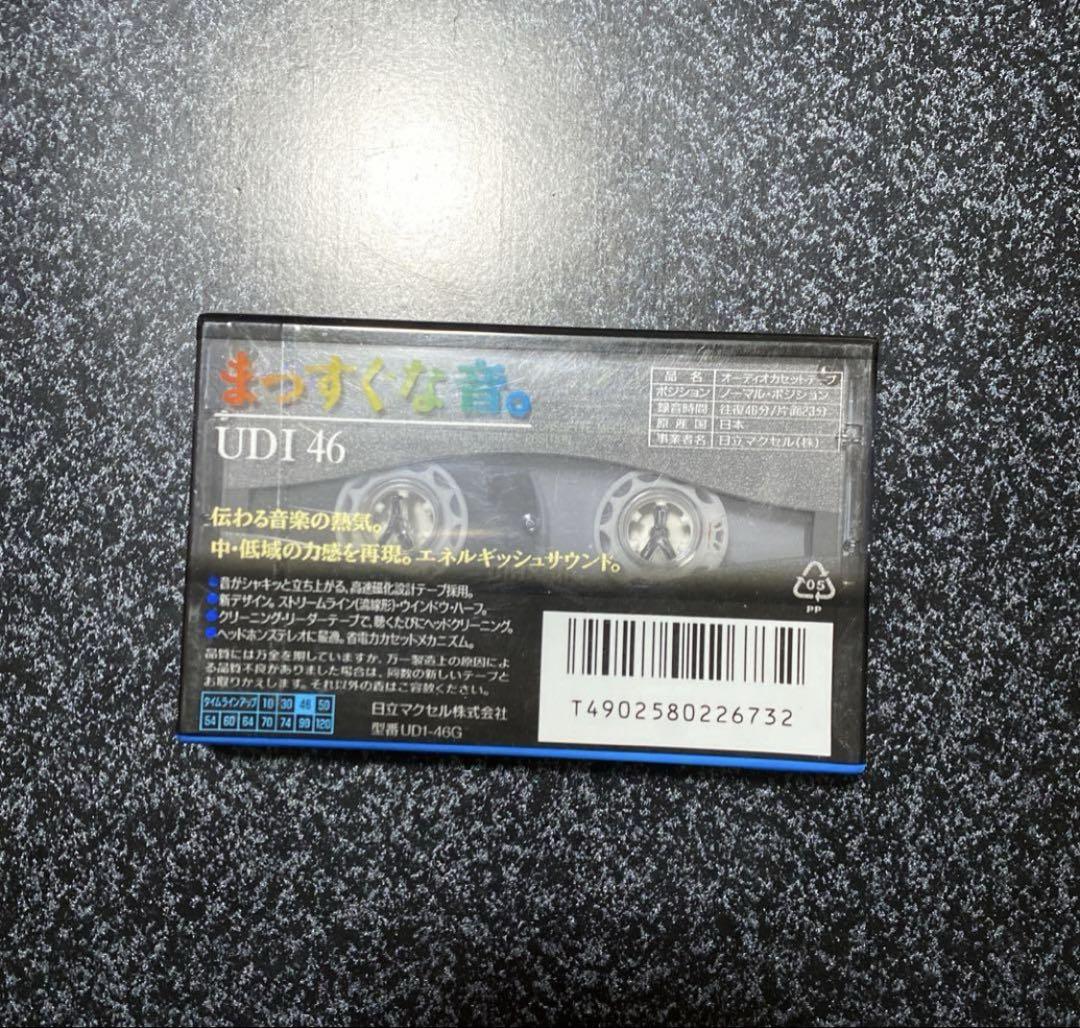 まっすぐな音。
UDI 46
品名 オーディオカセットテープ
ポジション ノーマル・ポジション
録音時間 往復46分/片面23分
原産国 日本
事業者名 日立マクセル(株)
伝わる音楽の熱気。
中・低域の力感を再現。エネルギッシュサウンド。
●音がシャキッと立ち上がる、高速磁化設計テープ採用。
●新デザイン。ストリームライン(流線形)・ウインドウ・ハーフ。
●クリーニング・リーダーテープで、聴くたびにヘッドクリーニング。
●ヘッドホンステレオに最適。省電力カセットメカニズム。
品質には万全を期していますが、万一製造上の原因によ
る品質不良がありました場合は、同数の新しいテープと
お取りかえします。それ以外の責はご容赦ください。
タイムラインアップ 10 30 46 50
54 60 64 70 74 90 120
日立マクセル株式会社
型番UD1-46G
05
PP
T4902580226732